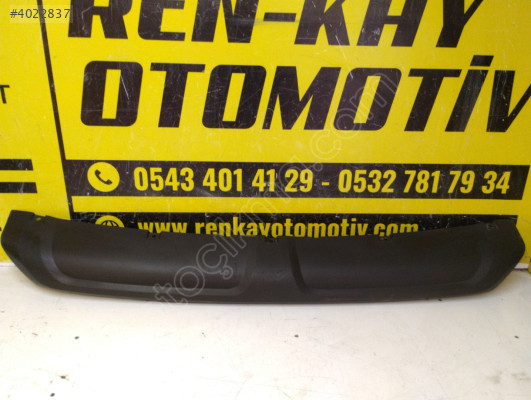 #4022837
REN-KAY
OTOMOTİV
T
0543 401 41 29 - 0532 781 79 34
www.renkayotomotiv.com